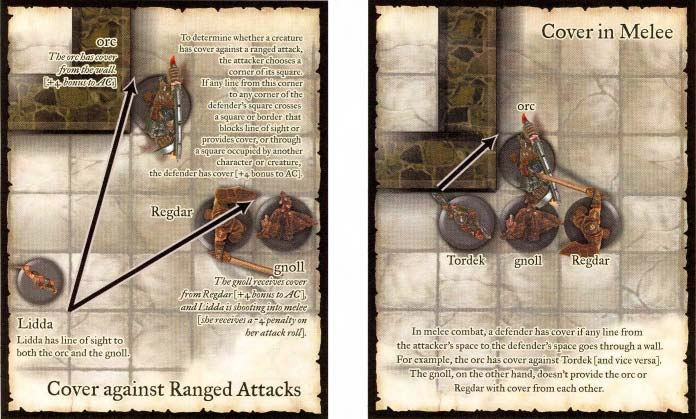 orc
The orc has cover
from the wall.
[+4 bonus to AC]
To determine whether a creature
has cover against a ranged attack,
the attacker chooses a
corner of its square.
If any line from this corner
to any corner of the
defender's square crosses
a square or border that
blocks line of sight or
provides cover, or through
a square occupied by another
character or creature,
the defender has cover [+4 bonus to AC].
Regdar
gnoll
The gnoll receives cover
from Regdar [+4 bonus to AC],
and Lidda is shooting into melee
[she receives a -4 penalty on
her attack roll].
Lidda
Lidda has line of sight to
both the orc and the gnoll.
Cover against Ranged Attacks
Cover in Melee
orc
Tordek
gnoll
Regdar
In melee combat, a defender has cover if any line from
the attacker's space to the defender's space goes through a wall.
For example, the orc has cover against Tordek [and vice versa].
The gnoll, on the other hand, doesn't provide the orc or
Regdar with cover from each other.